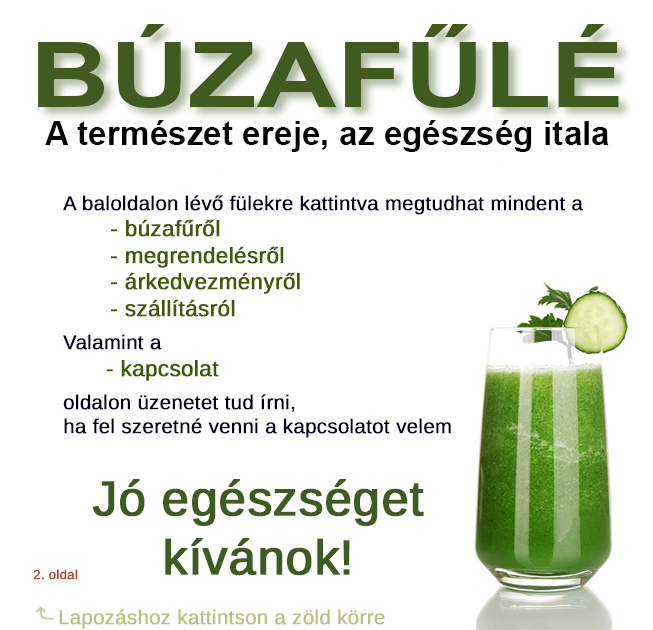 BÚZAFŰLÉ
A természet ereje, az egészség itala
A baloldalon lévő fülekre kattintva megtudhat mindent a
- búzafűről
- megrendelésről
- árkedvezményről
- szállításról
Valamint a
- kapcsolat
oldalon üzenetet tud írni,
ha fel szeretné venni a kapcsolatot velem
Jó egészséget
kívánok!
2. oldal
Lapozáshoz kattintson a zöld körre